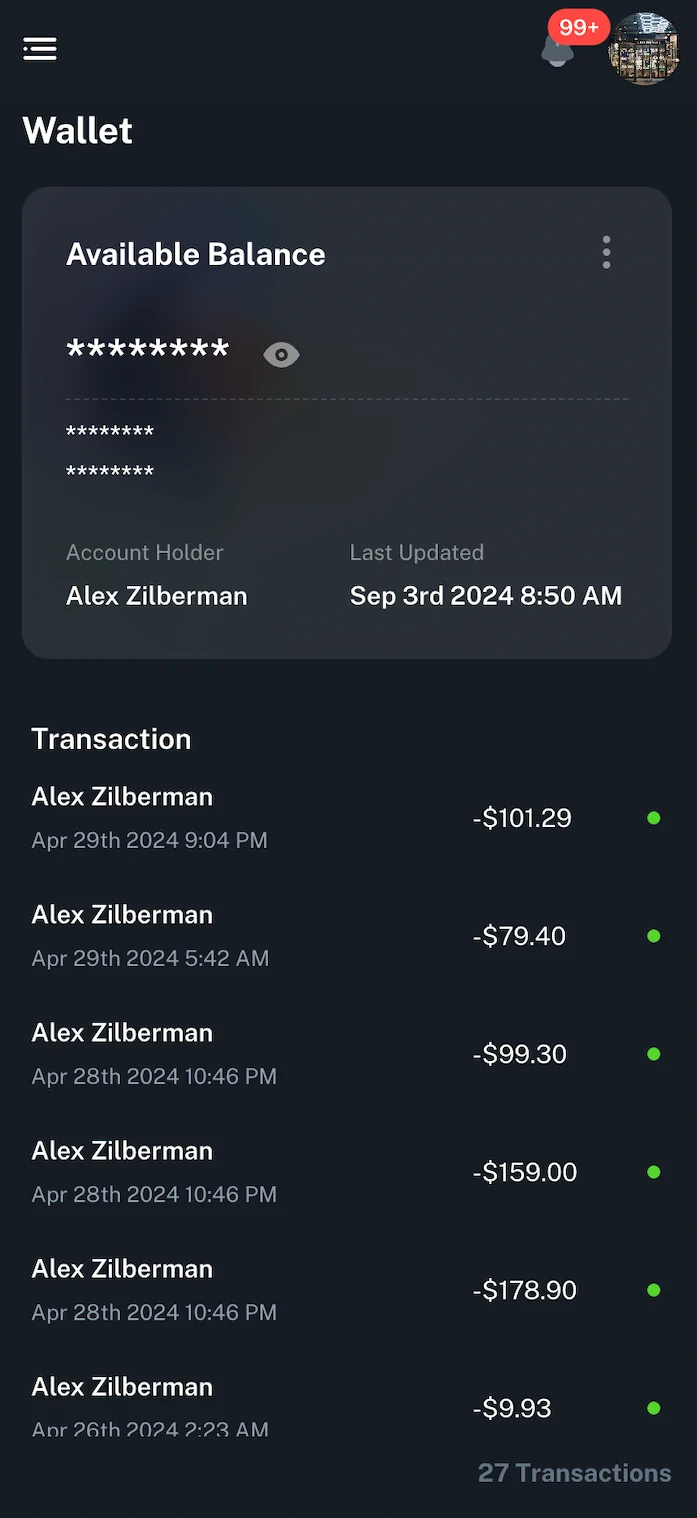 99+
Wallet
Available Balance
********
********
********
Account Holder Last Updated
Alex Zilberman Sep 3rd 2024 8:50 AM
Transaction
Alex Zilberman
-$101.29
Apr 29th 2024 9:04 PM
Alex Zilberman
-$79.40
Apr 29th 2024 5:42 AM
Alex Zilberman
-$99.30
Apr 28th 2024 10:46 PM
Alex Zilberman
-$159.00
Apr 28th 2024 10:46 PM
Alex Zilberman
-$178.90
Apr 28th 2024 10:46 PM
Alex Zilberman
-$9.93
Apr 26th 2024 2:23 AM
27 Transactions